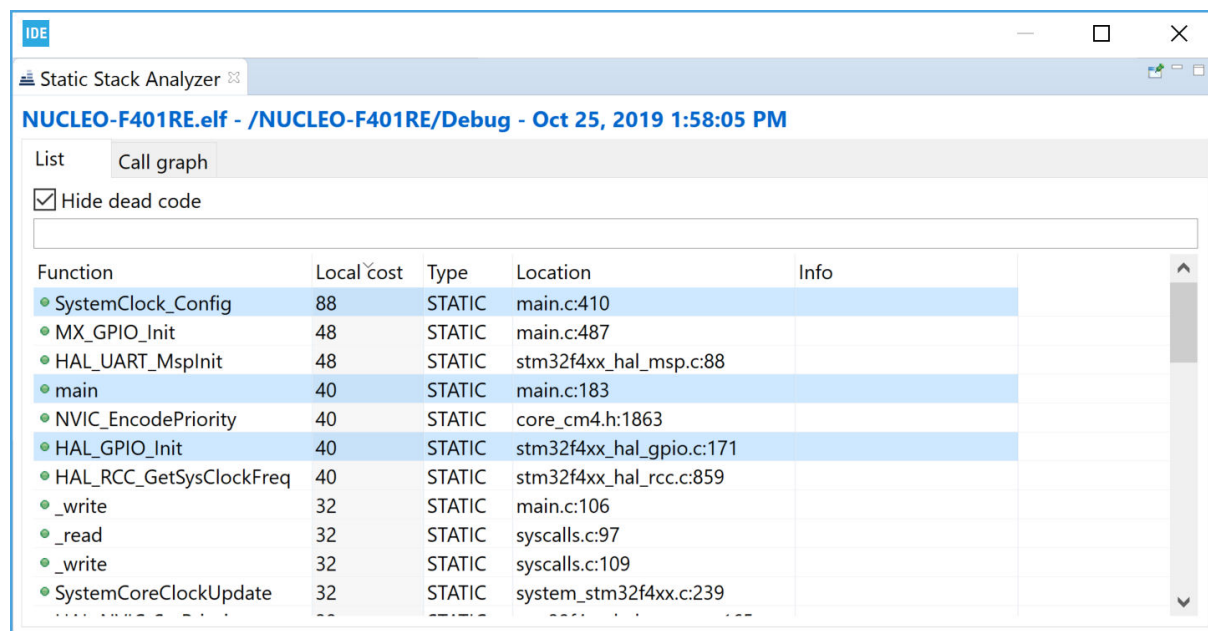 IDE
Static Stack Analyzer
NUCLEO-F401RE.elf - /NUCLEO-F401RE/Debug - Oct 25, 2019 1:58:05 PM
List Call graph
Hide dead code
Function Local cost Type Location Info
SystemClock_Config 88 STATIC main.c:410
MX_GPIO_Init 48 STATIC main.c:487
HAL_UART_MspInit 48 STATIC stm32f4xx_hal_msp.c:88
main 40 STATIC main.c:183
NVIC_EncodePriority 40 STATIC core_cm4.h:1863
HAL_GPIO_Init 40 STATIC stm32f4xx_hal_gpio.c:171
HAL_RCC_GetSysClockFreq 40 STATIC stm32f4xx_hal_rcc.c:859
_write 32 STATIC main.c:106
_read 32 STATIC syscalls.c:97
_write 32 STATIC syscalls.c:109
SystemCoreClockUpdate 32 STATIC system_stm32f4xx.c:239